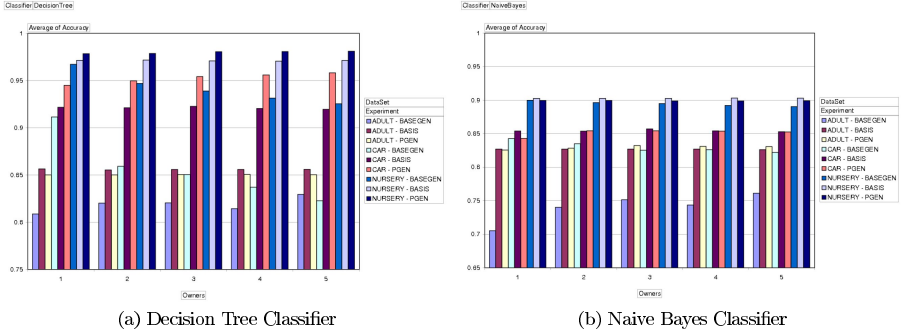 Classifier DecisionTree
Average of Accuracy
1
0.95
0.9
0.85
0.8
0.75
1 2 3 4 5
Owners
DataSet
Experiment
ADULT - BASEGEN
ADULT - BASIS
ADULT - PGEN
CAR - BASEGEN
CAR - BASIS
CAR - PGEN
NURSERY - BASEGEN
NURSERY - BASIS
NURSERY - PGEN
(a) Decision Tree Classifier
Classifier NaiveBayes
Average of Accuracy
1
0.95
0.9
0.85
0.8
0.75
0.7
0.65
1 2 3 4 5
Owners
DataSet
Experiment
ADULT - BASEGEN
ADULT - BASIS
ADULT - PGEN
CAR - BASEGEN
CAR - BASIS
CAR - PGEN
NURSERY - BASEGEN
NURSERY - BASIS
NURSERY - PGEN
(b) Naive Bayes Classifier